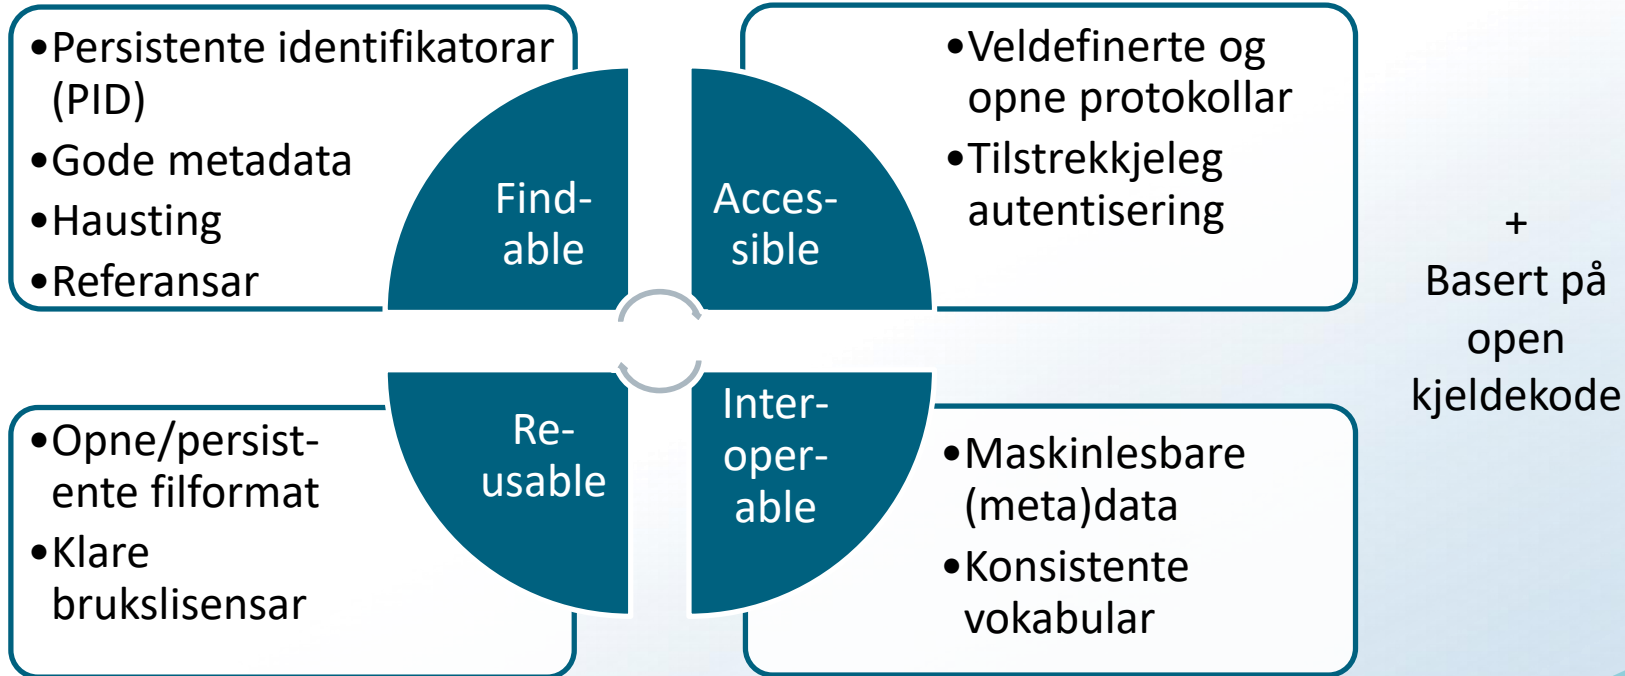 •Persistente identifikatorar
(PID)
•Gode metadata
•Hausting
•Referansar
Find-
able
Acces-
sible
•Veldefinerte og
opne protokollar
•Tilstrekkjeleg
autentisering
•Opne/persist-
ente filformat
•Klare
brukslisensar
Re-
usable
Inter-
oper-
able
•Maskinlesbare
(meta)data
•Konsistente
vokabular
+
Basert på
open
kjeldekode